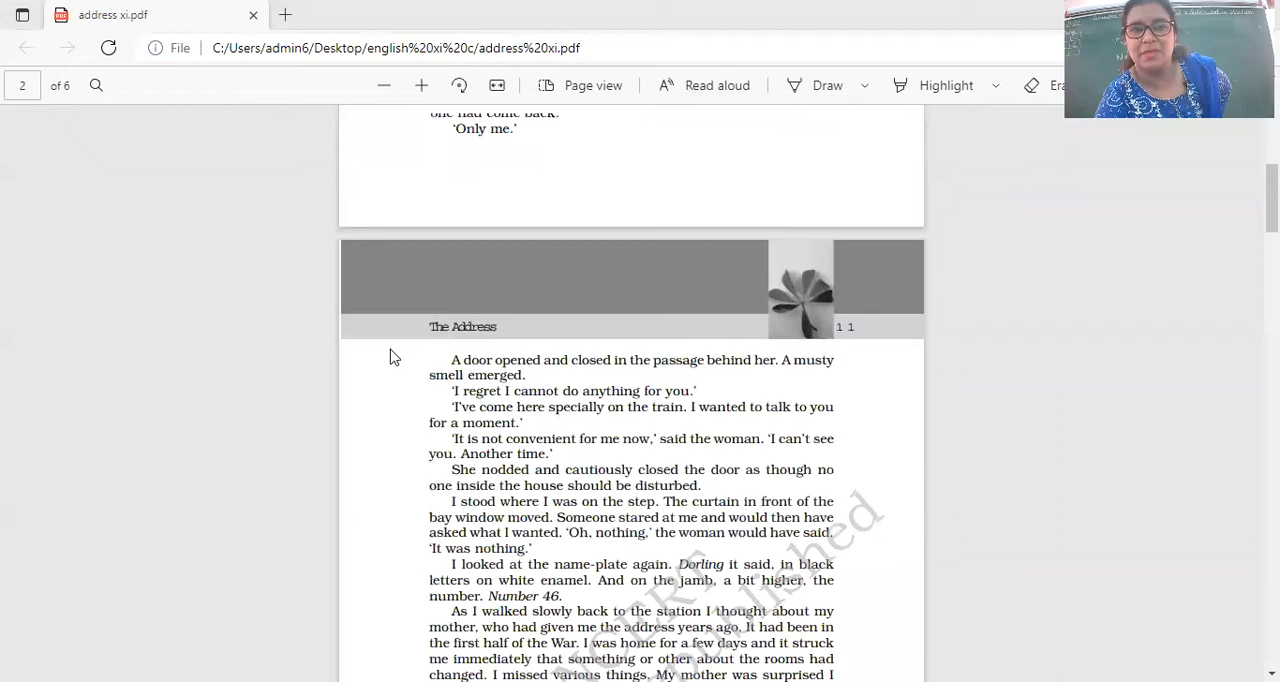 address xi.pdf
File
C:/Users/admin6/Desktop/english%20xi%20c/address%20xi.pdf
2 of 6
Page view
Read aloud
Draw
Highlight
one had come back.
‘Only me.’
The Address
1 1
A door opened and closed in the passage behind her. A musty
smell emerged.
‘I regret I cannot do anything for you.’
‘I’ve come here specially on the train. I wanted to talk to you
for a moment.’
‘It is not convenient for me now,’ said the woman. ‘I can’t see
you. Another time.’
She nodded and cautiously closed the door as though no
one inside the house should be disturbed.
I stood where I was on the step. The curtain in front of the
bay window moved. Someone stared at me and would then have
asked what I wanted. ‘Oh, nothing,’ the woman would have said.
‘It was nothing.’
I looked at the name-plate again. Dorling it said, in black
letters on white enamel. And on the jamb, a bit higher, the
number. Number 46.
As I walked slowly back to the station I thought about my
mother, who had given me the address years ago. It had been in
the first half of the War. I was home for a few days and it struck
me immediately that something or other about the rooms had
changed. I missed various things. My mother was surprised I
NCERT
published